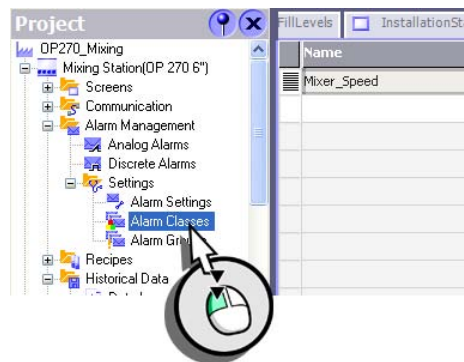 Project
OP270_Mixing
Mixing Station(OP 270 6")
Screens
Communication
Alarm Management
Analog Alarms
Discrete Alarms
Settings
Alarm Settings
Alarm Classes
Alarm
Recipes
Historical Data
FillLevels InstallationSt
Name
Mixer_Speed